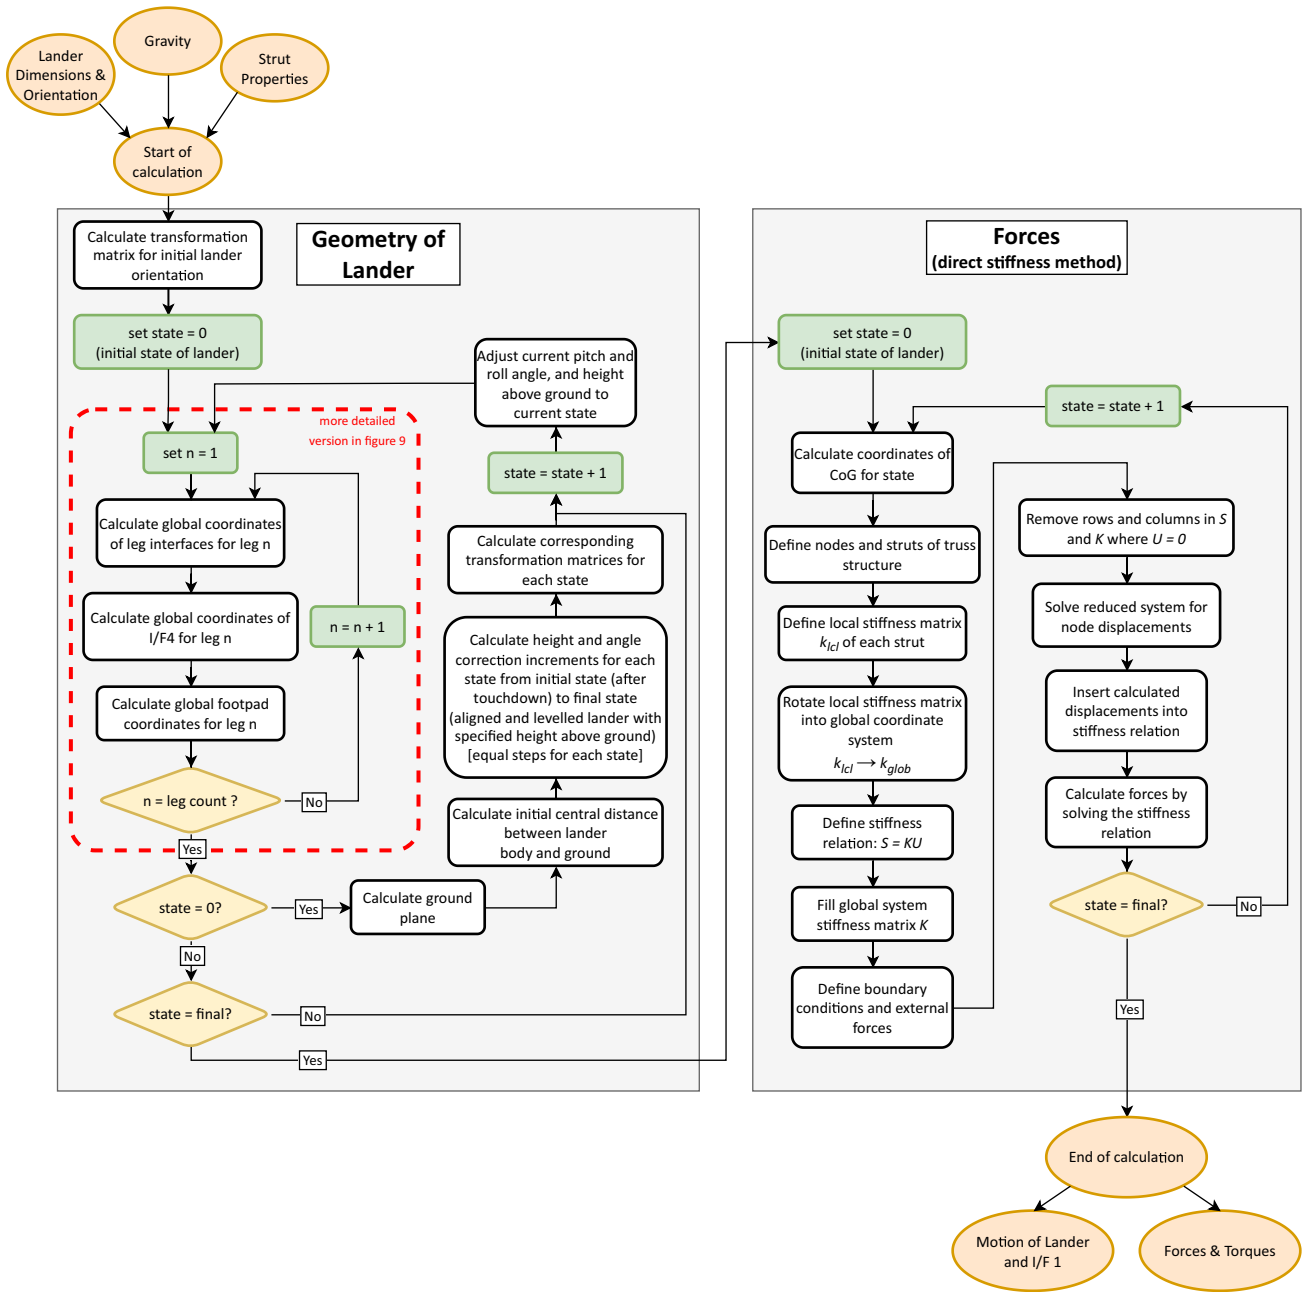 Lander
Dimensions &
Orientation
Gravity
Strut
Properties
Start of
calculation
Geometry of
Lander
Calculate transformation
matrix for initial lander
orientation
set state = 0
(initial state of lander)
more detailed
version in figure 9
set n = 1
Calculate global coordinates
of leg interfaces for leg n
Calculate global coordinates of
I/F4 for leg n
n = n + 1
Calculate global footpad
coordinates for leg n
n = leg count ?
No
Yes
state = 0?
Yes
No
state = final?
No
Yes
Calculate ground
plane
Calculate initial central distance
between lander
body and ground
Calculate height and angle
correction increments for each
state from initial state (after
touchdown) to final state
(aligned and levelled lander with
specified height above ground)
[equal steps for each state]
Calculate corresponding
transformation matrices for
each state
state = state + 1
Adjust current pitch and
roll angle, and height
above ground to
current state
Forces
(direct stiffness method)
set state = 0
(initial state of lander)
state = state + 1
Calculate coordinates of
CoG for state
Define nodes and struts of truss
structure
Define local stiffness matrix
k_lcl of each strut
Rotate local stiffness matrix
into global coordinate
system
k_lcl → k_glob
Define stiffness
relation: S = KU
Fill global system
stiffness matrix K
Define boundary
conditions and external
forces
Remove rows and columns in S
and K where U = 0
Solve reduced system for
node displacements
Insert calculated
displacements into
stiffness relation
Calculate forces by
solving the stiffness
relation
state = final?
No
Yes
End of calculation
Motion of Lander
and I/F 1
Forces & Torques